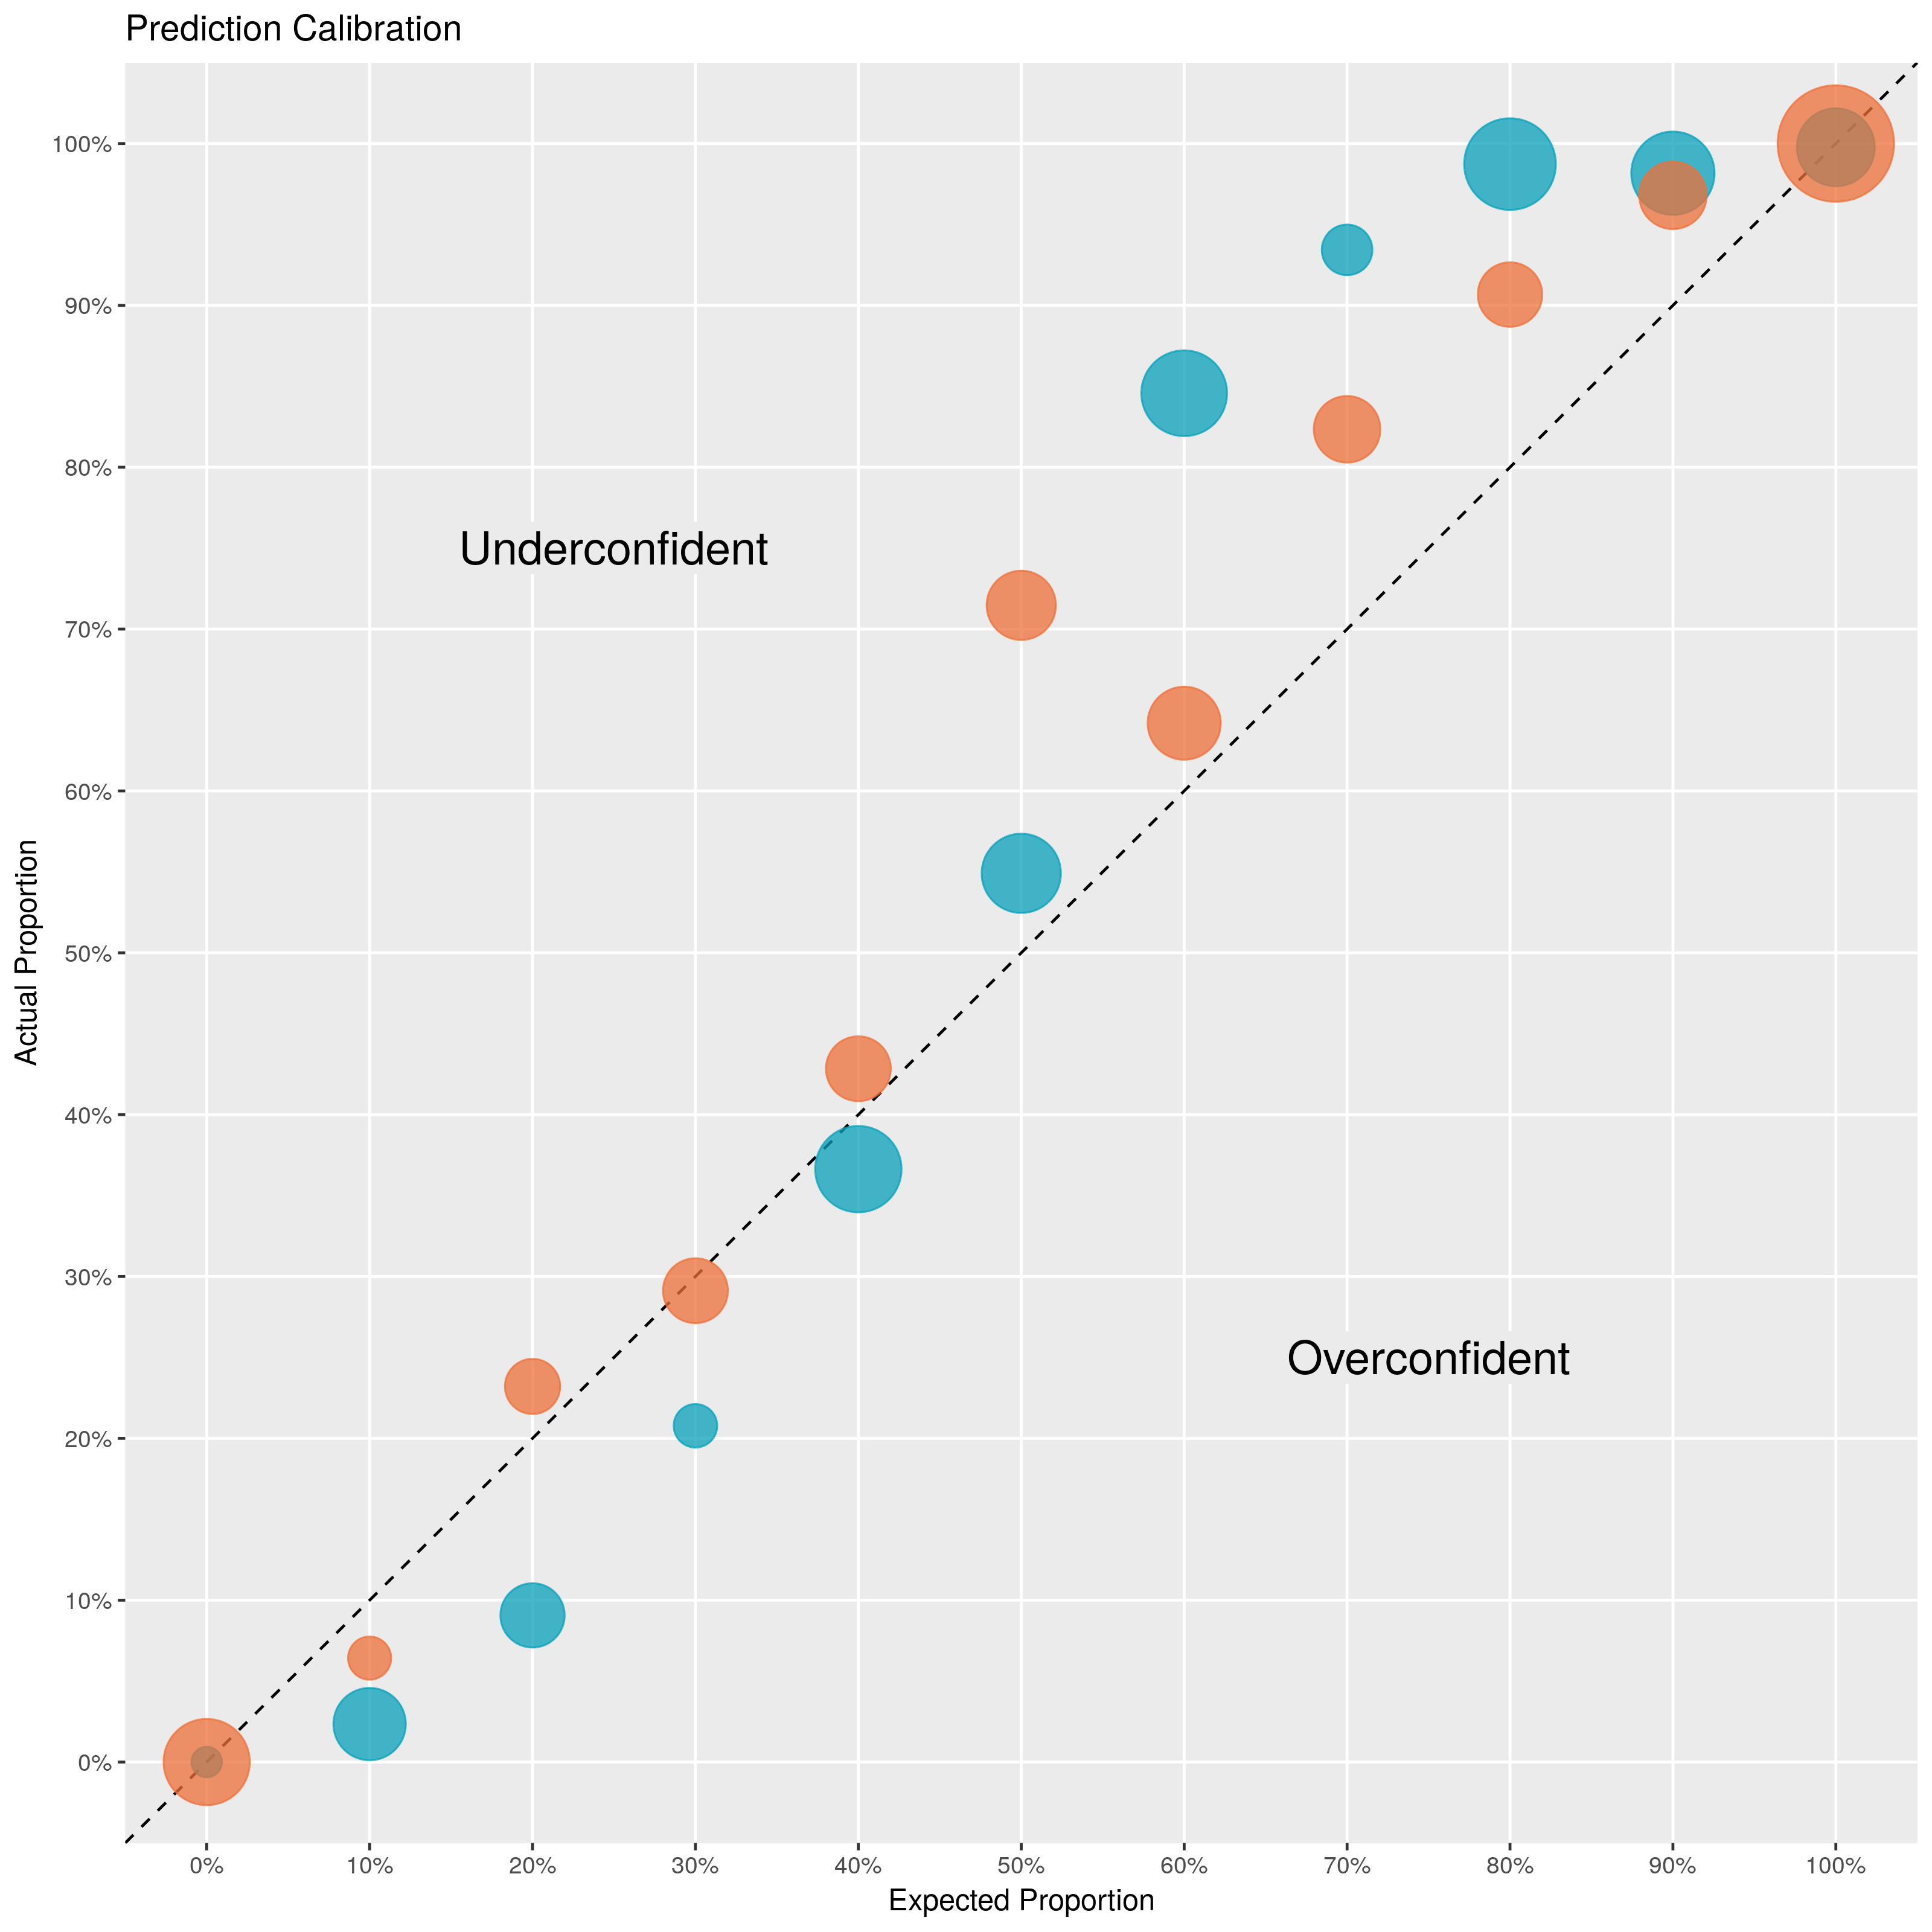 Prediction Calibration
100%
90%
80%
70%
60%
50%
40%
30%
20%
10%
0%
Actual Proportion
Underconfident
Overconfident
0% 10% 20% 30% 40% 50% 60% 70% 80% 90% 100%
Expected Proportion